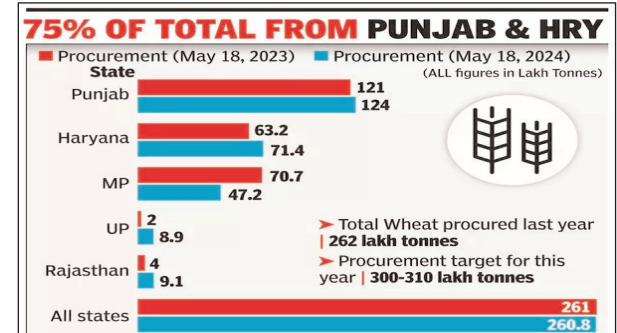 75% OF TOTAL FROM PUNJAB & HRY
Procurement (May 18, 2023) Procurement (May 18, 2024)
State (ALL figures in Lakh Tonnes)
Punjab 121
124
Haryana 63.2
71.4
MP 70.7
47.2
UP 2
8.9
Rajasthan 4
9.1
➤ Total Wheat procured last year
| 262 lakh tonnes
➤ Procurement target for this
year | 300-310 lakh tonnes
All states 261
260.8